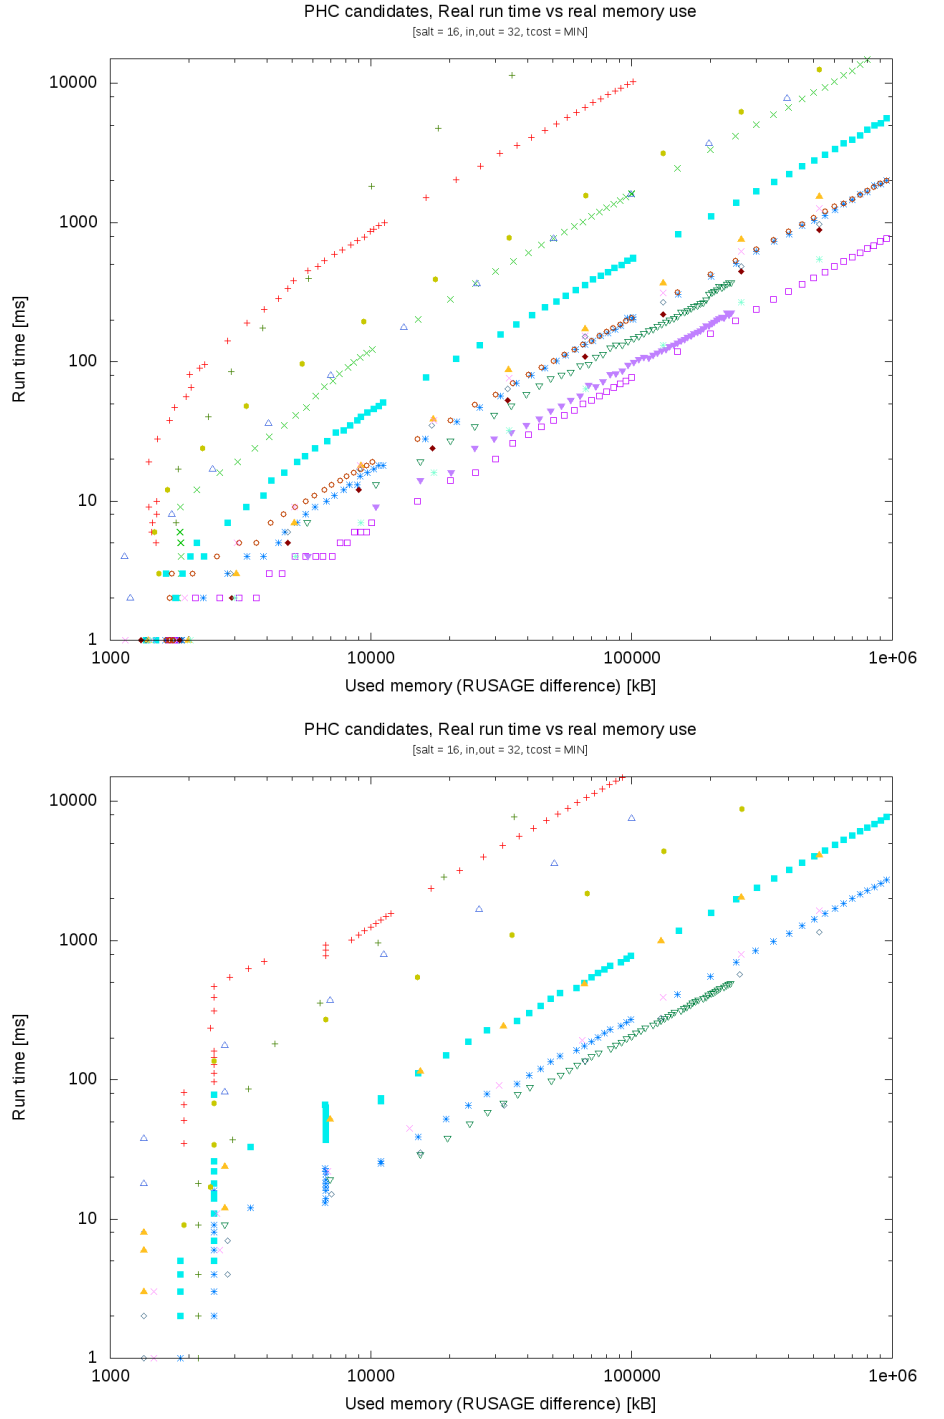 PHC candidates, Real run time vs real memory use
[salt = 16, in,out = 32, tcost = MIN]
10000
1000
100
10
1
Run time [ms]
1000 10000 100000 1e+06
Used memory (RUSAGE difference) [kB]
PHC candidates, Real run time vs real memory use
[salt = 16, in,out = 32, tcost = MIN]
10000
1000
100
10
1
Run time [ms]
1000 10000 100000 1e+06
Used memory (RUSAGE difference) [kB]